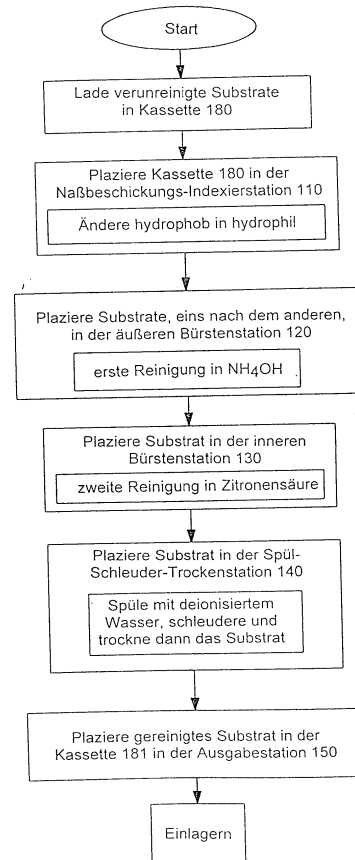 Start
Lade verunreinigte Substrate
in Kassette 180
Plaziere Kassette 180 in der
Naßbeschickungs-Indexierstation 110
Ändere hydrophob in hydrophil
Plaziere Substrate, eins nach dem anderen,
in der äußeren Bürstenstation 120
erste Reinigung in NH4OH
Plaziere Substrat in der inneren
Bürstenstation 130
zweite Reinigung in Zitronensäure
Plaziere Substrat in der Spül-
Schleuder-Trockenstation 140
Spüle mit deionisiertem
Wasser, schleudere und
trockne dann das Substrat
Plaziere gereinigtes Substrat in der
Kassette 181 in der Ausgabestation 150
Einlagern